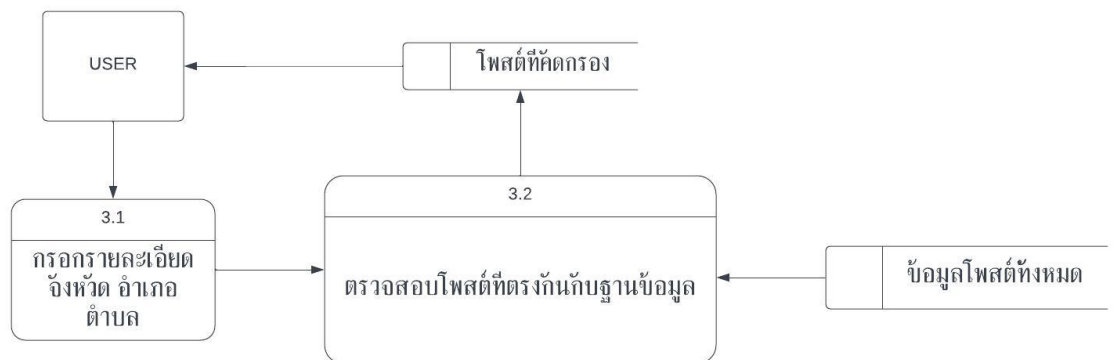 USER
โพสต์ที่คัดกรอง
3.1
กรอกรายละเอียด
จังหวัด อำเภอ
ตำบล
3.2
ตรวจสอบโพสต์ที่ตรงกันกับฐานข้อมูล
ข้อมูลโพสต์ทั้งหมด